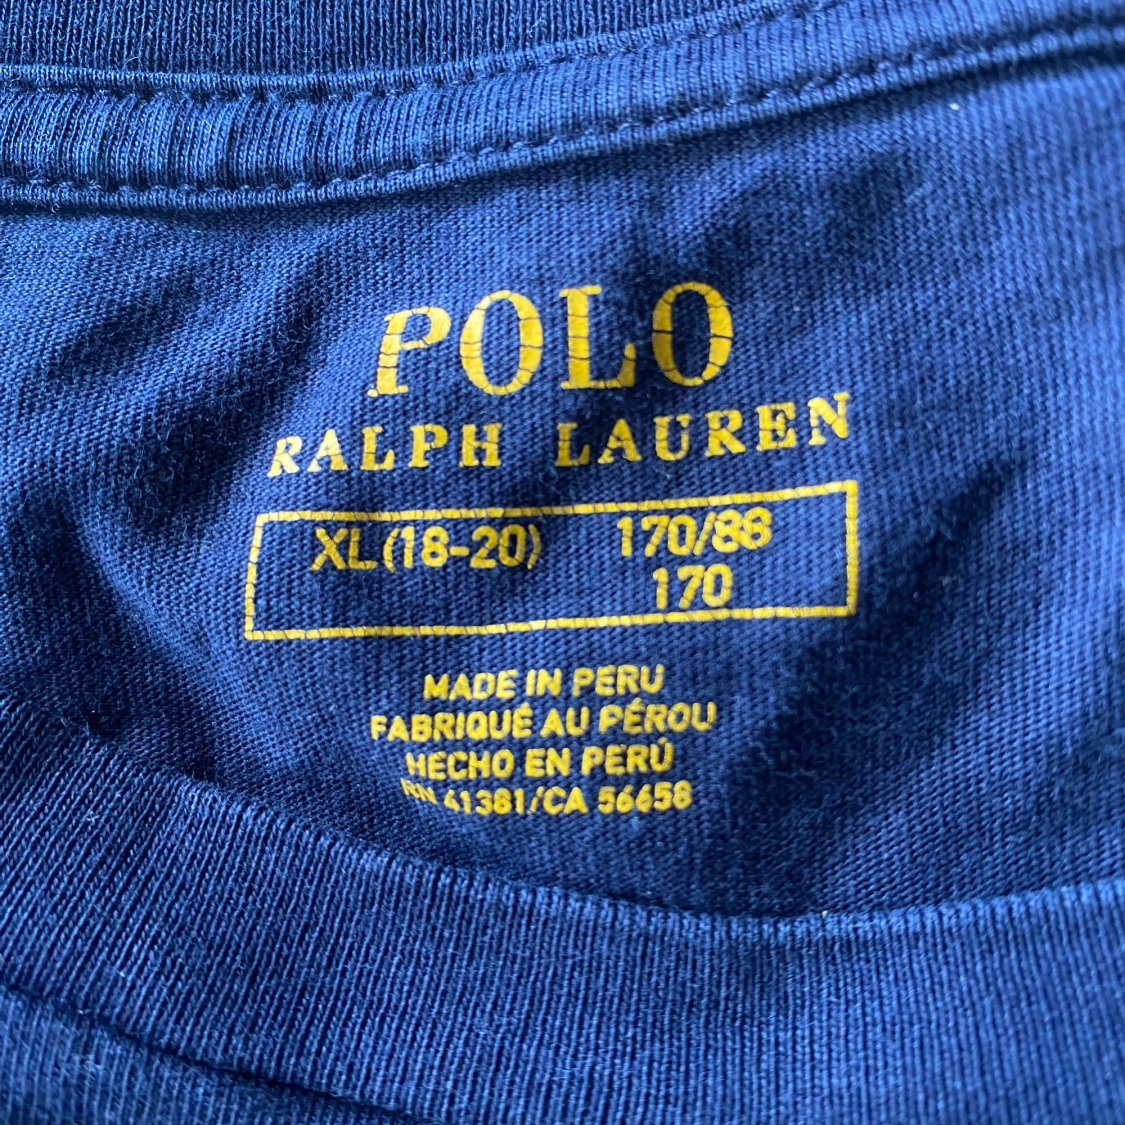 POLO
RALPH LAUREN
XL(18-20) 170/88
170
MADE IN PERU
FABRIQUÉ AU PÉROU
HECHO EN PERÚ
RN 41381/CA 56658